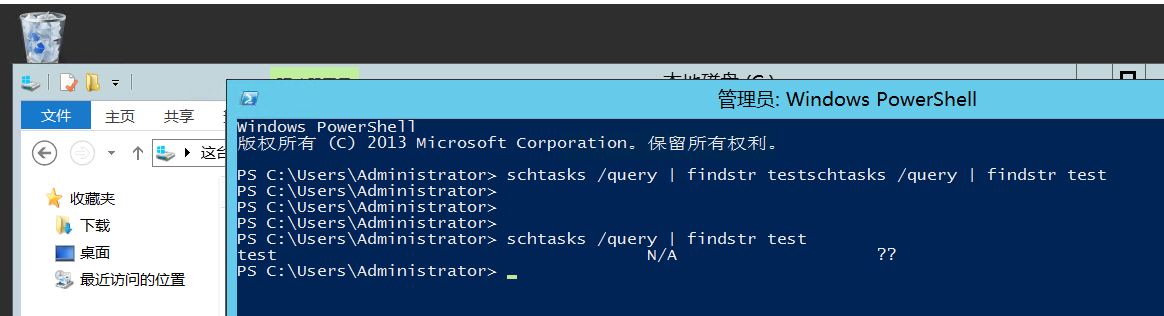 管理员: Windows PowerShell
文件 主页 共享
这台
收藏夹
下载
桌面
最近访问的位置
Windows PowerShell
版权所有 (C) 2013 Microsoft Corporation。保留所有权利。
PS C:\Users\Administrator> schtasks /query | findstr testschtasks /query | findstr test
PS C:\Users\Administrator>
PS C:\Users\Administrator>
PS C:\Users\Administrator>
PS C:\Users\Administrator> schtasks /query | findstr test
test N/A ??
PS C:\Users\Administrator>